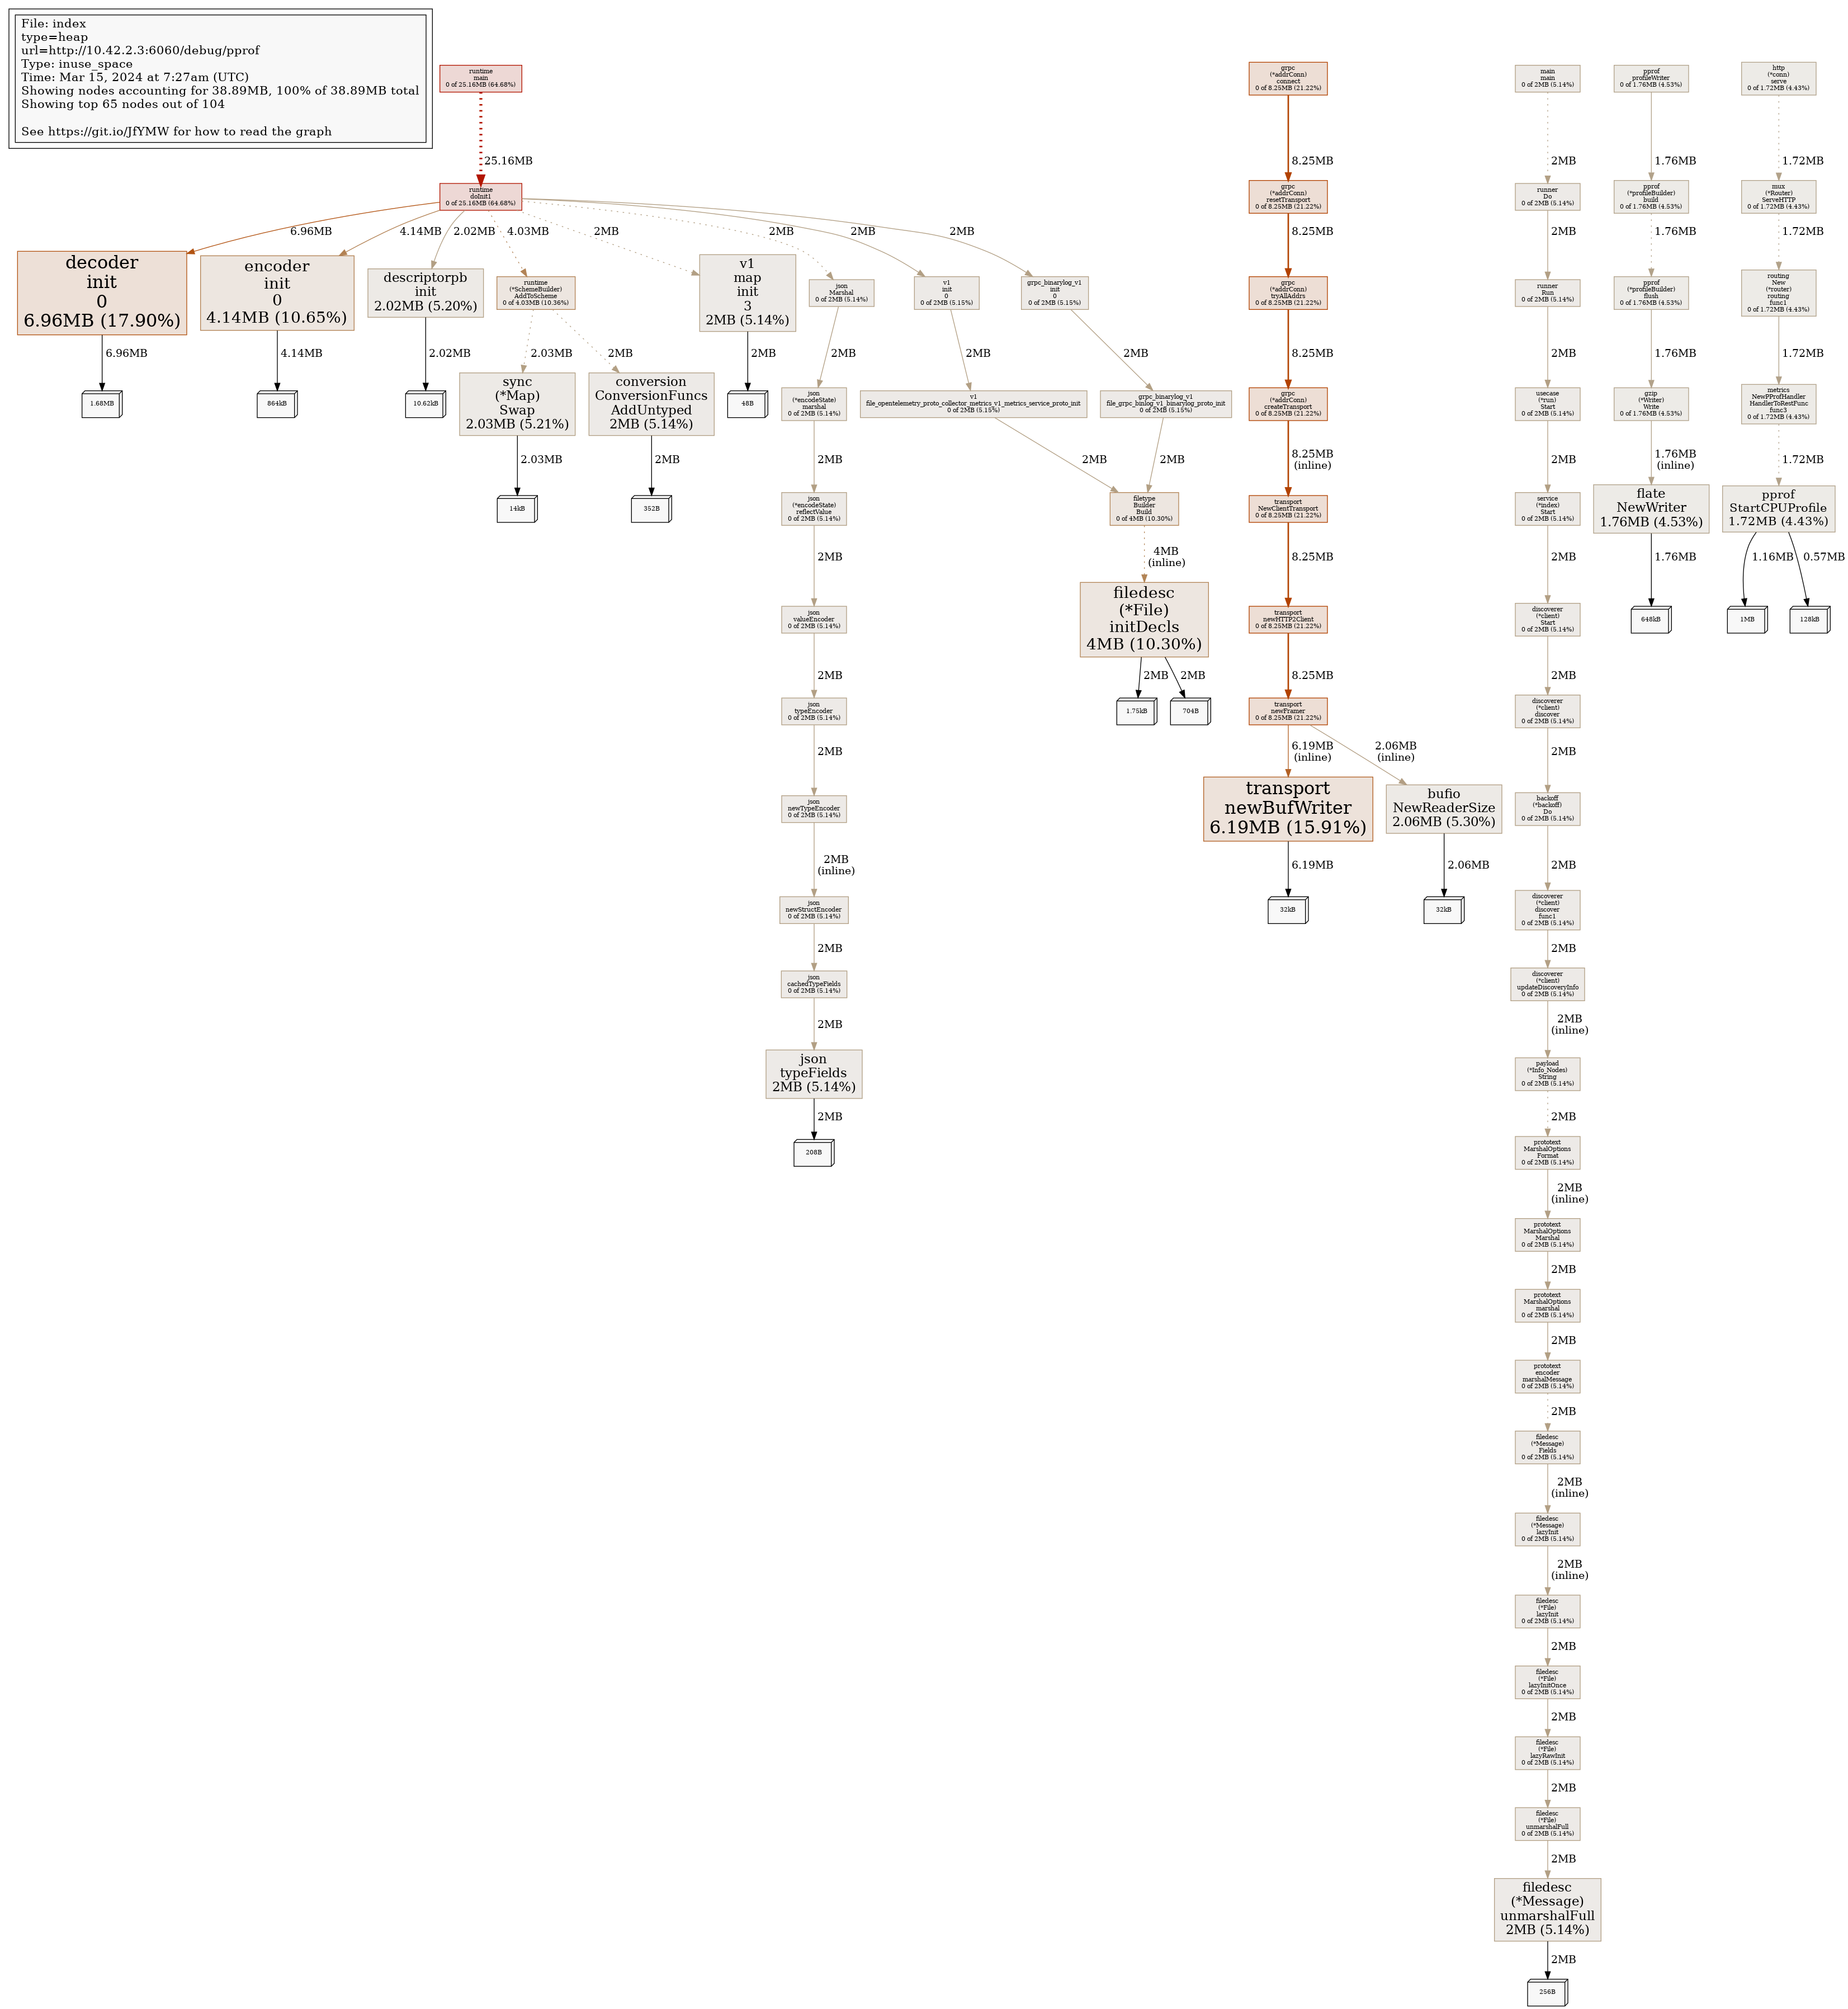 File: index
type=heap
url=http://10.42.2.3:6060/debug/pprof
Type: inuse_space
Time: Mar 15, 2024 at 7:27am (UTC)
Showing nodes accounting for 38.89MB, 100% of 38.89MB total
Showing top 65 nodes out of 104
See https://git.io/JfYMW for how to read the graph
runtime
main
0 of 25.16MB (64.68%)
25.16MB
runtime
doInit1
0 of 25.16MB (64.68%)
6.96MB
4.14MB
2.02MB
4.03MB
2MB
2MB
2MB
2MB
decoder
init
0
6.96MB (17.90%)
6.96MB
1.68MB
encoder
init
0
4.14MB (10.65%)
4.14MB
864kB
descriptorpb
init
2.02MB (5.20%)
2.02MB
10.62kB
runtime
(*SchemeBuilder)
AddToScheme
0 of 4.03MB (10.36%)
2.03MB
2MB
sync
(*Map)
Swap
2.03MB (5.21%)
2.03MB
14kB
conversion
ConversionFuncs
AddUntyped
2MB (5.14%)
2MB
352B
v1
map
init
3
2MB (5.14%)
2MB
48B
json
Marshal
0 of 2MB (5.14%)
2MB
json
(*encodeState)
marshal
0 of 2MB (5.14%)
2MB
json
(*encodeState)
reflectValue
0 of 2MB (5.14%)
2MB
json
valueEncoder
0 of 2MB (5.14%)
2MB
json
typeEncoder
0 of 2MB (5.14%)
2MB
json
newTypeEncoder
0 of 2MB (5.14%)
2MB
(inline)
json
newStructEncoder
0 of 2MB (5.14%)
2MB
json
cachedTypeFields
0 of 2MB (5.14%)
2MB
json
typeFields
2MB (5.14%)
2MB
208B
v1
init
0
0 of 2MB (5.15%)
2MB
v1
file_opentelemetry_proto_collector_metrics_v1_metrics_service_proto_init
0 of 2MB (5.15%)
2MB
grpc_binarylog_v1
init
0
0 of 2MB (5.15%)
2MB
grpc_binarylog_v1
file_grpc_binlog_v1_binarylog_proto_init
0 of 2MB (5.15%)
2MB
filetype
Builder
Build
0 of 4MB (10.30%)
4MB
(inline)
filedesc
(*File)
initDecls
4MB (10.30%)
2MB
2MB
1.75kB
704B
grpc
(*addrConn)
connect
0 of 8.25MB (21.22%)
8.25MB
grpc
(*addrConn)
resetTransport
0 of 8.25MB (21.22%)
8.25MB
grpc
(*addrConn)
tryAllAddrs
0 of 8.25MB (21.22%)
8.25MB
grpc
(*addrConn)
createTransport
0 of 8.25MB (21.22%)
8.25MB
(inline)
transport
NewClientTransport
0 of 8.25MB (21.22%)
8.25MB
transport
newHTTP2Client
0 of 8.25MB (21.22%)
8.25MB
transport
newFramer
0 of 8.25MB (21.22%)
6.19MB
(inline)
2.06MB
(inline)
transport
newBufWriter
6.19MB (15.91%)
6.19MB
32kB
bufio
NewReaderSize
2.06MB (5.30%)
2.06MB
32kB
main
main
0 of 2MB (5.14%)
2MB
runner
Do
0 of 2MB (5.14%)
2MB
runner
Run
0 of 2MB (5.14%)
2MB
usecase
(*run)
Start
0 of 2MB (5.14%)
2MB
service
(*index)
Start
0 of 2MB (5.14%)
2MB
discoverer
(*client)
Start
0 of 2MB (5.14%)
2MB
discoverer
(*client)
discover
0 of 2MB (5.14%)
2MB
backoff
(*backoff)
Do
0 of 2MB (5.14%)
2MB
discoverer
(*client)
discover
func1
0 of 2MB (5.14%)
2MB
discoverer
(*client)
updateDiscoveryInfo
0 of 2MB (5.14%)
2MB
(inline)
payload
(*Info_Nodes)
String
0 of 2MB (5.14%)
2MB
prototext
MarshalOptions
Format
0 of 2MB (5.14%)
2MB
(inline)
prototext
MarshalOptions
Marshal
0 of 2MB (5.14%)
2MB
prototext
MarshalOptions
marshal
0 of 2MB (5.14%)
2MB
prototext
encoder
marshalMessage
0 of 2MB (5.14%)
2MB
filedesc
(*Message)
Fields
0 of 2MB (5.14%)
2MB
(inline)
filedesc
(*Message)
lazyInit
0 of 2MB (5.14%)
2MB
(inline)
filedesc
(*File)
lazyInit
0 of 2MB (5.14%)
2MB
filedesc
(*File)
lazyInitOnce
0 of 2MB (5.14%)
2MB
filedesc
(*File)
lazyRawInit
0 of 2MB (5.14%)
2MB
filedesc
(*File)
unmarshalFull
0 of 2MB (5.14%)
2MB
filedesc
(*Message)
unmarshalFull
2MB (5.14%)
2MB
256B
pprof
profileWriter
0 of 1.76MB (4.53%)
1.76MB
pprof
(*profileBuilder)
build
0 of 1.76MB (4.53%)
1.76MB
pprof
(*profileBuilder)
flush
0 of 1.76MB (4.53%)
1.76MB
gzip
(*Writer)
Write
0 of 1.76MB (4.53%)
1.76MB
(inline)
flate
NewWriter
1.76MB (4.53%)
1.76MB
648kB
http
(*conn)
serve
0 of 1.72MB (4.43%)
1.72MB
mux
(*Router)
ServeHTTP
0 of 1.72MB (4.43%)
1.72MB
routing
New
(*router)
routing
func1
0 of 1.72MB (4.43%)
1.72MB
metrics
NewPProfHandler
HandlerToRestFunc
func3
0 of 1.72MB (4.43%)
1.72MB
pprof
StartCPUProfile
1.72MB (4.43%)
1.16MB
0.57MB
1MB
128kB